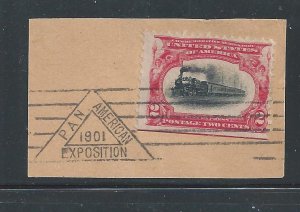 PAN
AMERICAN
1901
EXPOSITION
UNITED STATES
OF AMERICA
2 2
POSTAGE TWO CENTS